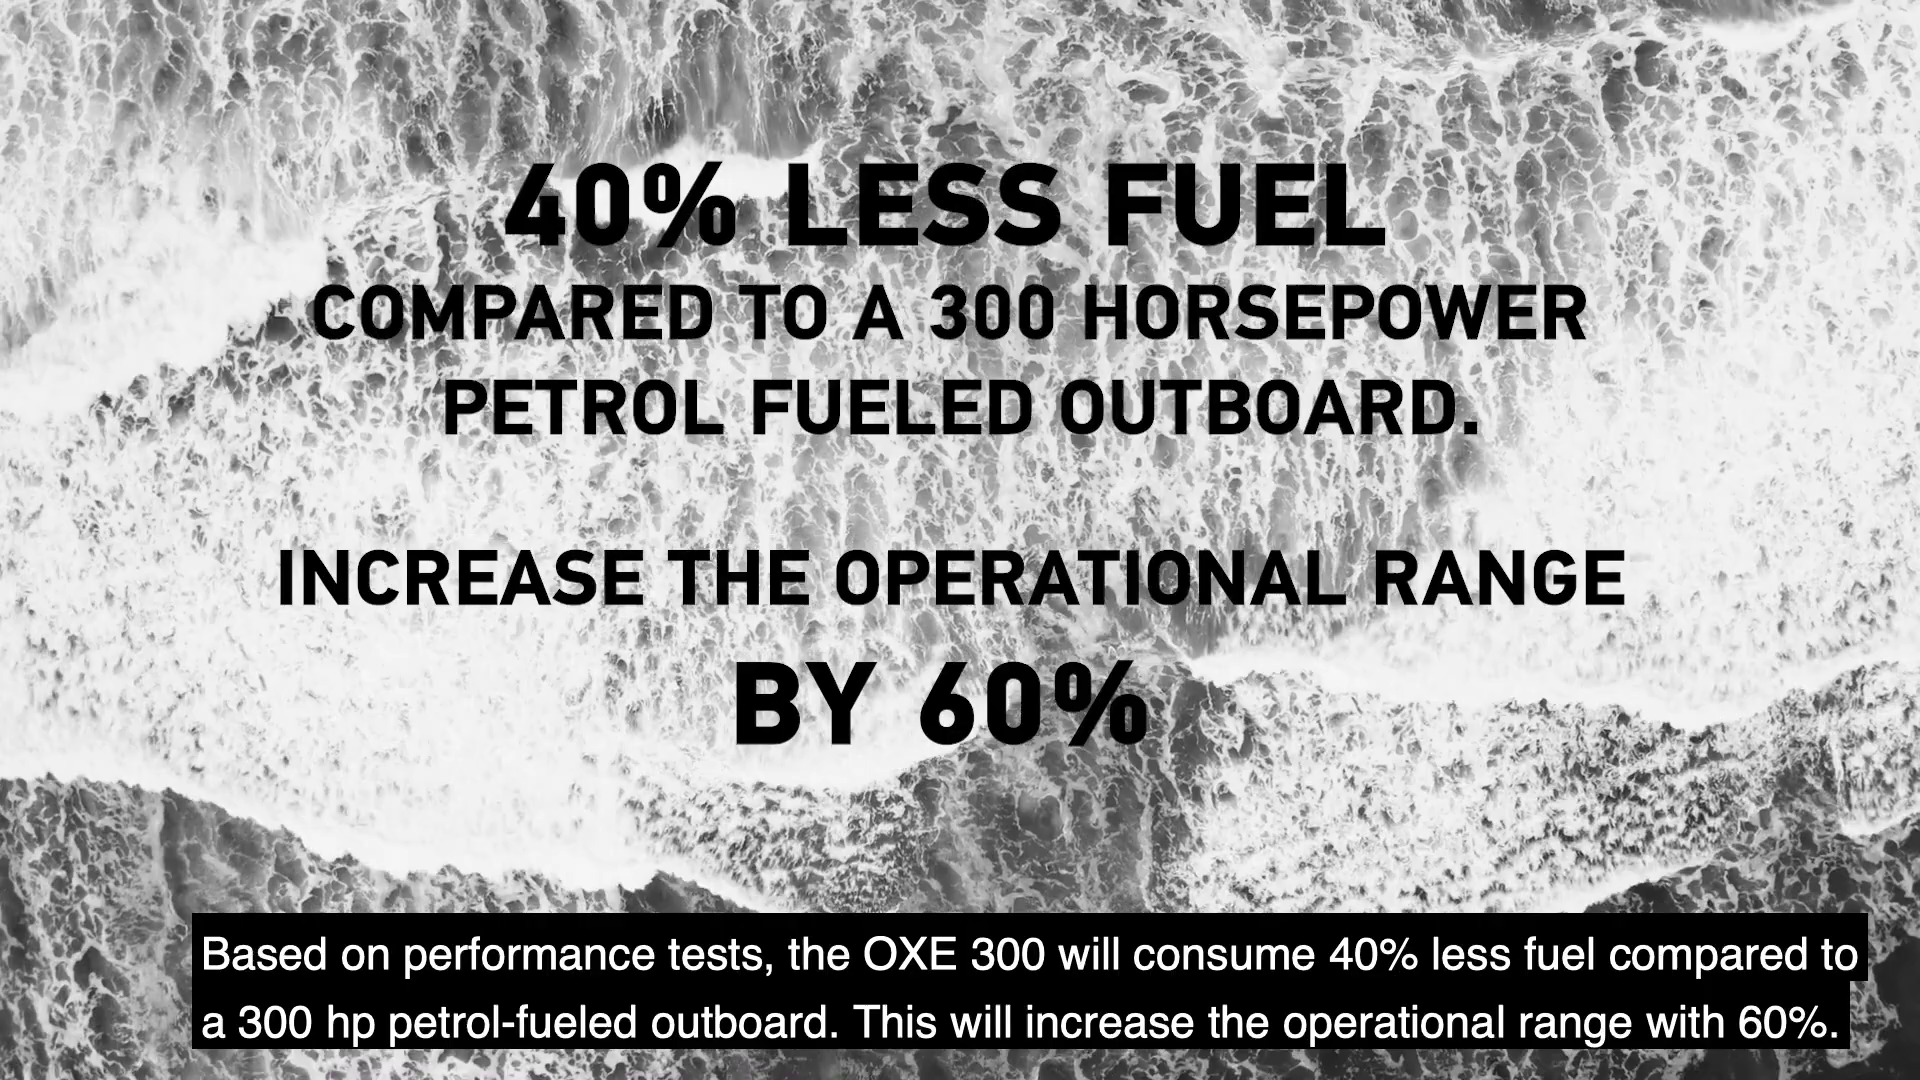 40% LESS FUEL
COMPARED TO A 300 HORSEPOWER
PETROL FUELED OUTBOARD.
INCREASE THE OPERATIONAL RANGE
BY 60%
Based on performance tests, the OXE 300 will consume 40% less fuel compared to
a 300 hp petrol-fueled outboard. This will increase the operational range with 60%.